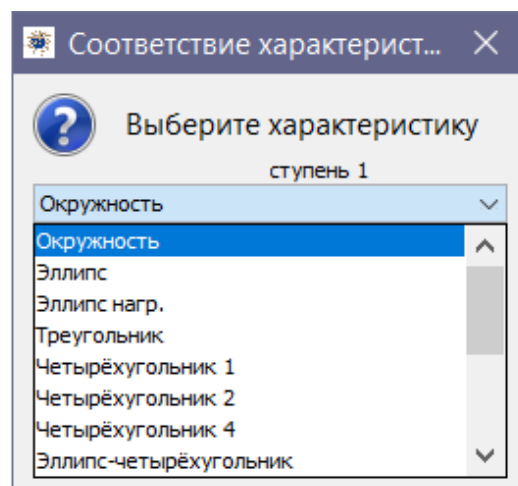 Соответствие характерист...
Выберите характеристику
ступень 1
Окружность
Окружность
Эллипс
Эллипс нагр.
Треугольник
Четырёхугольник 1
Четырёхугольник 2
Четырёхугольник 4
Эллипс-четырёхугольник